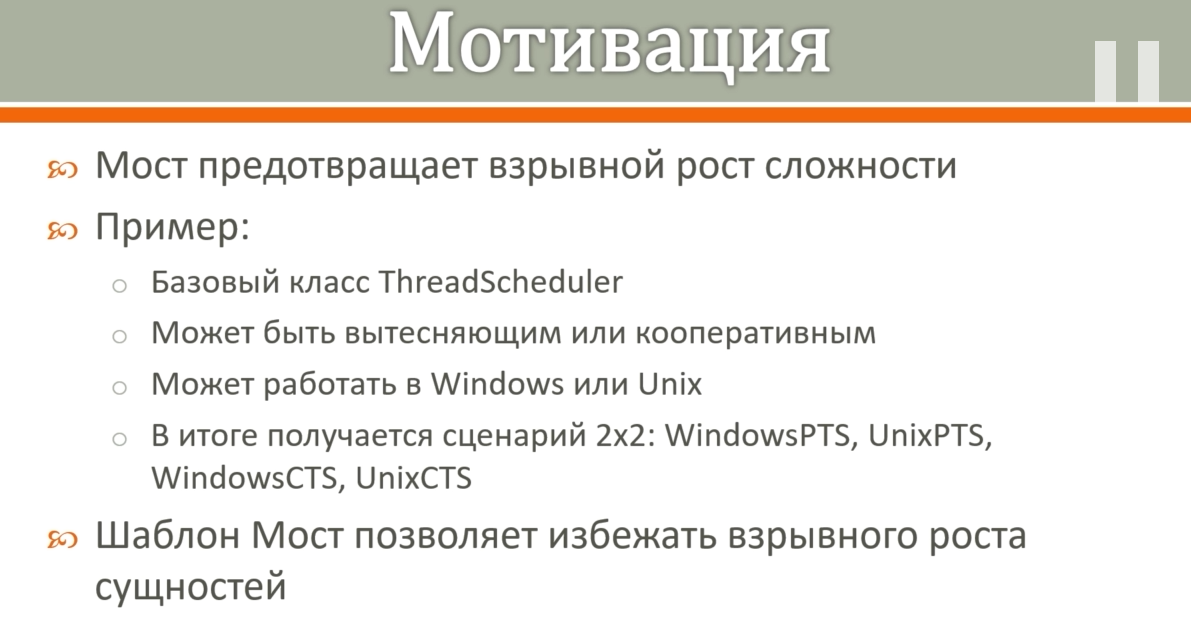 Мотивация
Мост предотвращает взрывной рост сложности
Пример:
Базовый класс ThreadScheduler
Может быть вытесняющим или кооперативным
Может работать в Windows или Unix
В итоге получается сценарий 2x2: WindowsPTS, UnixPTS,
WindowsCTS, UnixCTS
Шаблон Мост позволяет избежать взрывного роста
сущностей